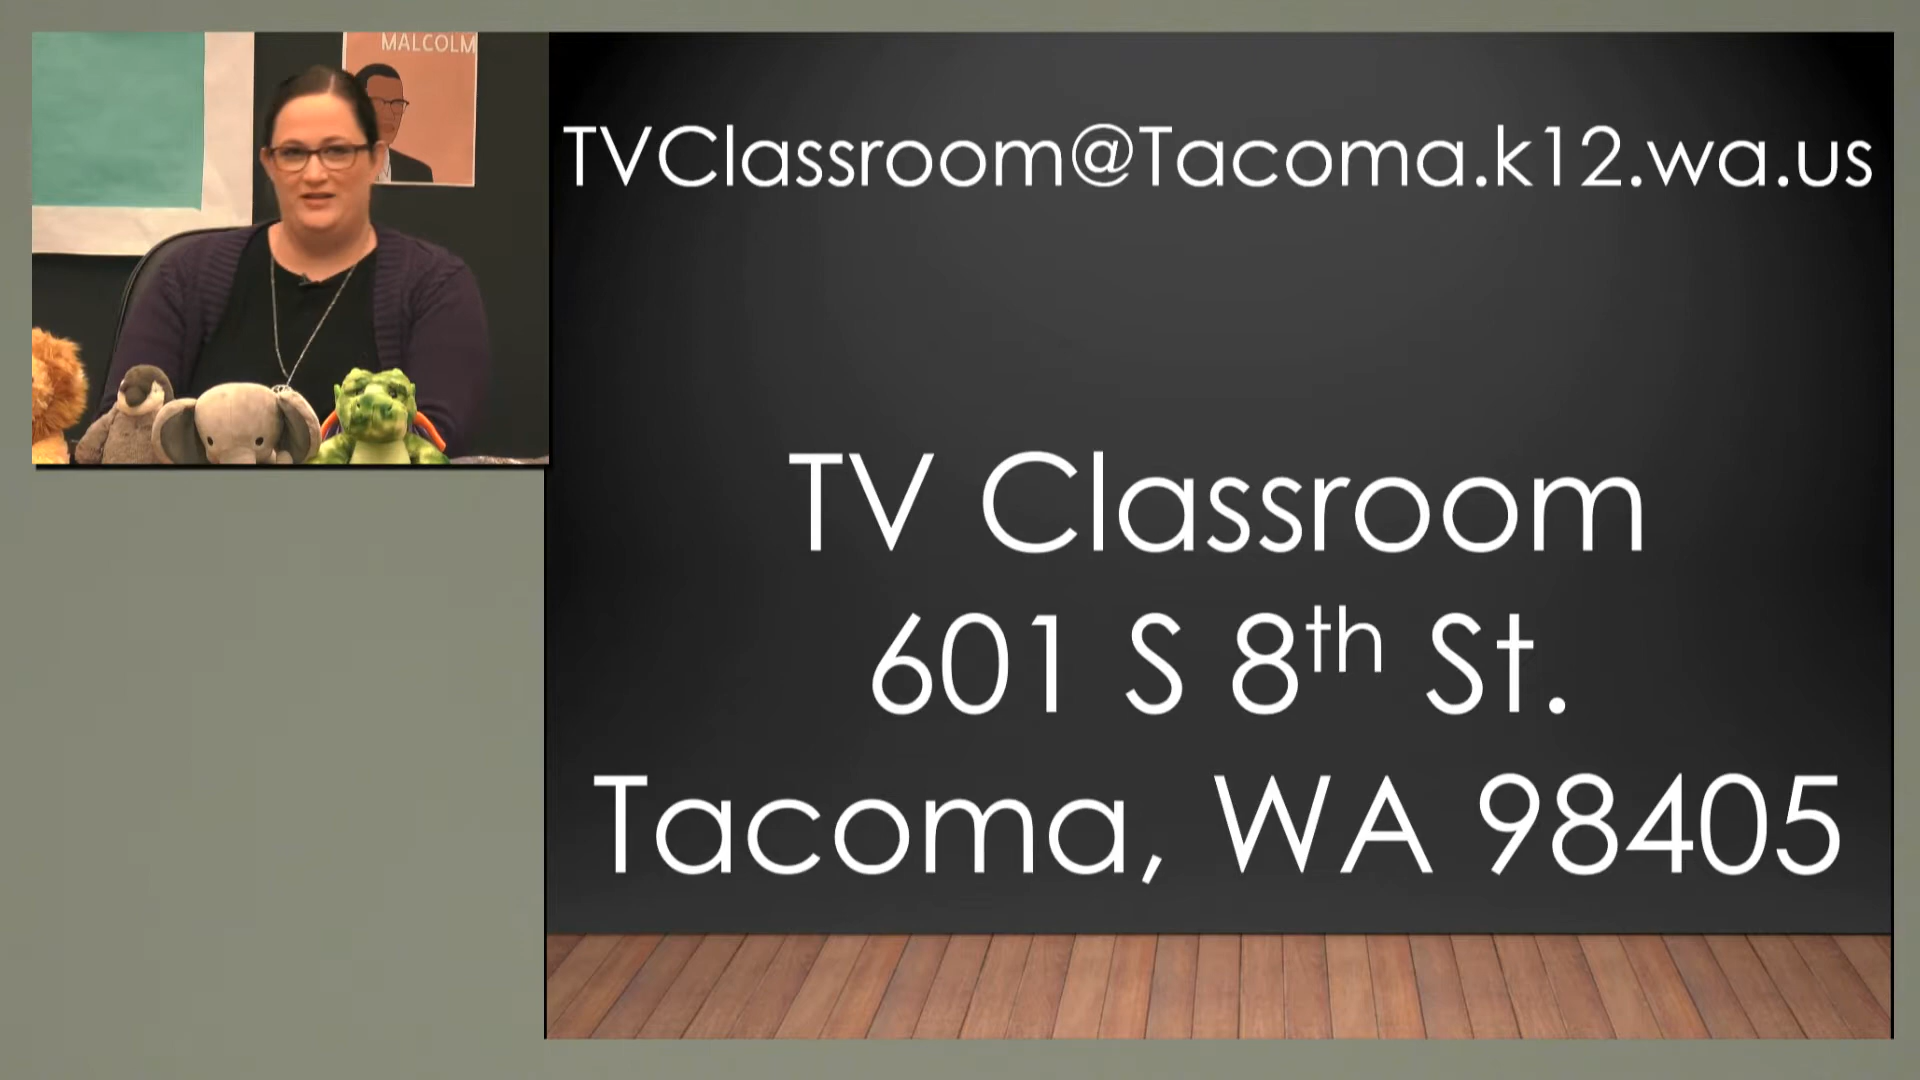 MALCOLM
TVClassroom@Tacoma.k12.wa.us
TV Classroom
601 S 8th St.
Tacoma, WA 98405